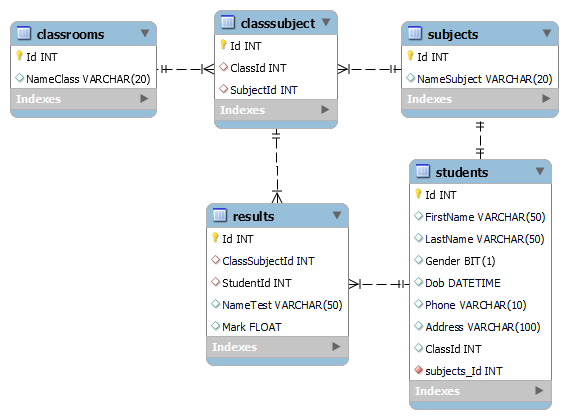 classrooms
Id INT
NameClass VARCHAR(20)
Indexes
classsubject
Id INT
ClassId INT
SubjectId INT
Indexes
subjects
Id INT
NameSubject VARCHAR(20)
Indexes
results
Id INT
ClassSubjectId INT
StudentId INT
NameTest VARCHAR(50)
Mark FLOAT
Indexes
students
Id INT
FirstName VARCHAR(50)
LastName VARCHAR(50)
Gender BIT(1)
Dob DATETIME
Phone VARCHAR(10)
Address VARCHAR(100)
ClassId INT
subjects_Id INT
Indexes